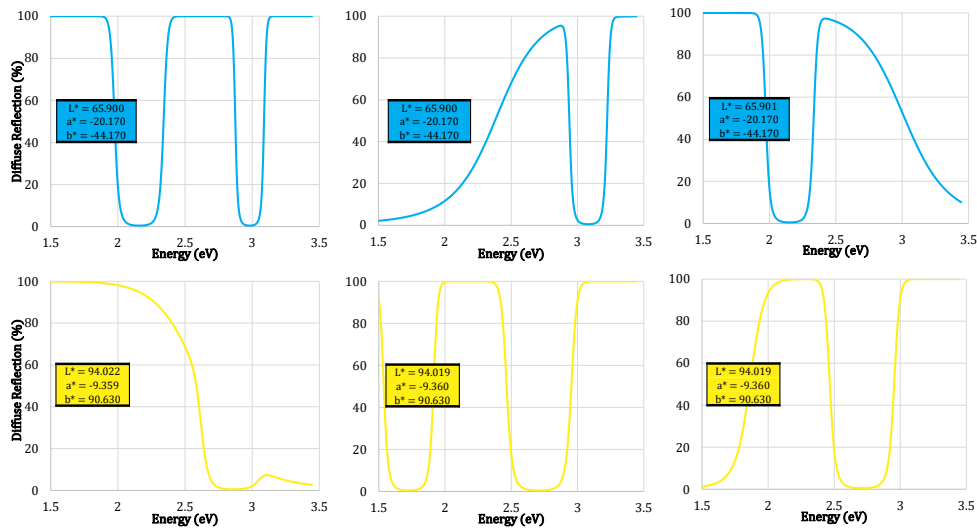 Diffuse Reflection (%)
100
80
60
40
20
0
L* = 65.900
a* = -20.170
b* = -44.170
1.5 2 2.5 3 3.5
Energy (eV)
100
80
60
40
20
0
L* = 65.900
a* = -20.170
b* = -44.170
1.5 2 2.5 3 3.5
Energy (eV)
100
80
60
40
20
0
L* = 65.901
a* = -20.170
b* = -44.170
1.5 2 2.5 3 3.5
Energy (eV)
Diffuse Reflection (%)
100
80
60
40
20
0
L* = 94.022
a* = -9.359
b* = 90.630
1.5 2 2.5 3 3.5
Energy (eV)
100
80
60
40
20
0
L* = 94.019
a* = -9.360
b* = 90.630
1.5 2 2.5 3 3.5
Energy (eV)
100
80
60
40
20
0
L* = 94.019
a* = -9.360
b* = 90.630
1.5 2 2.5 3 3.5
Energy (eV)